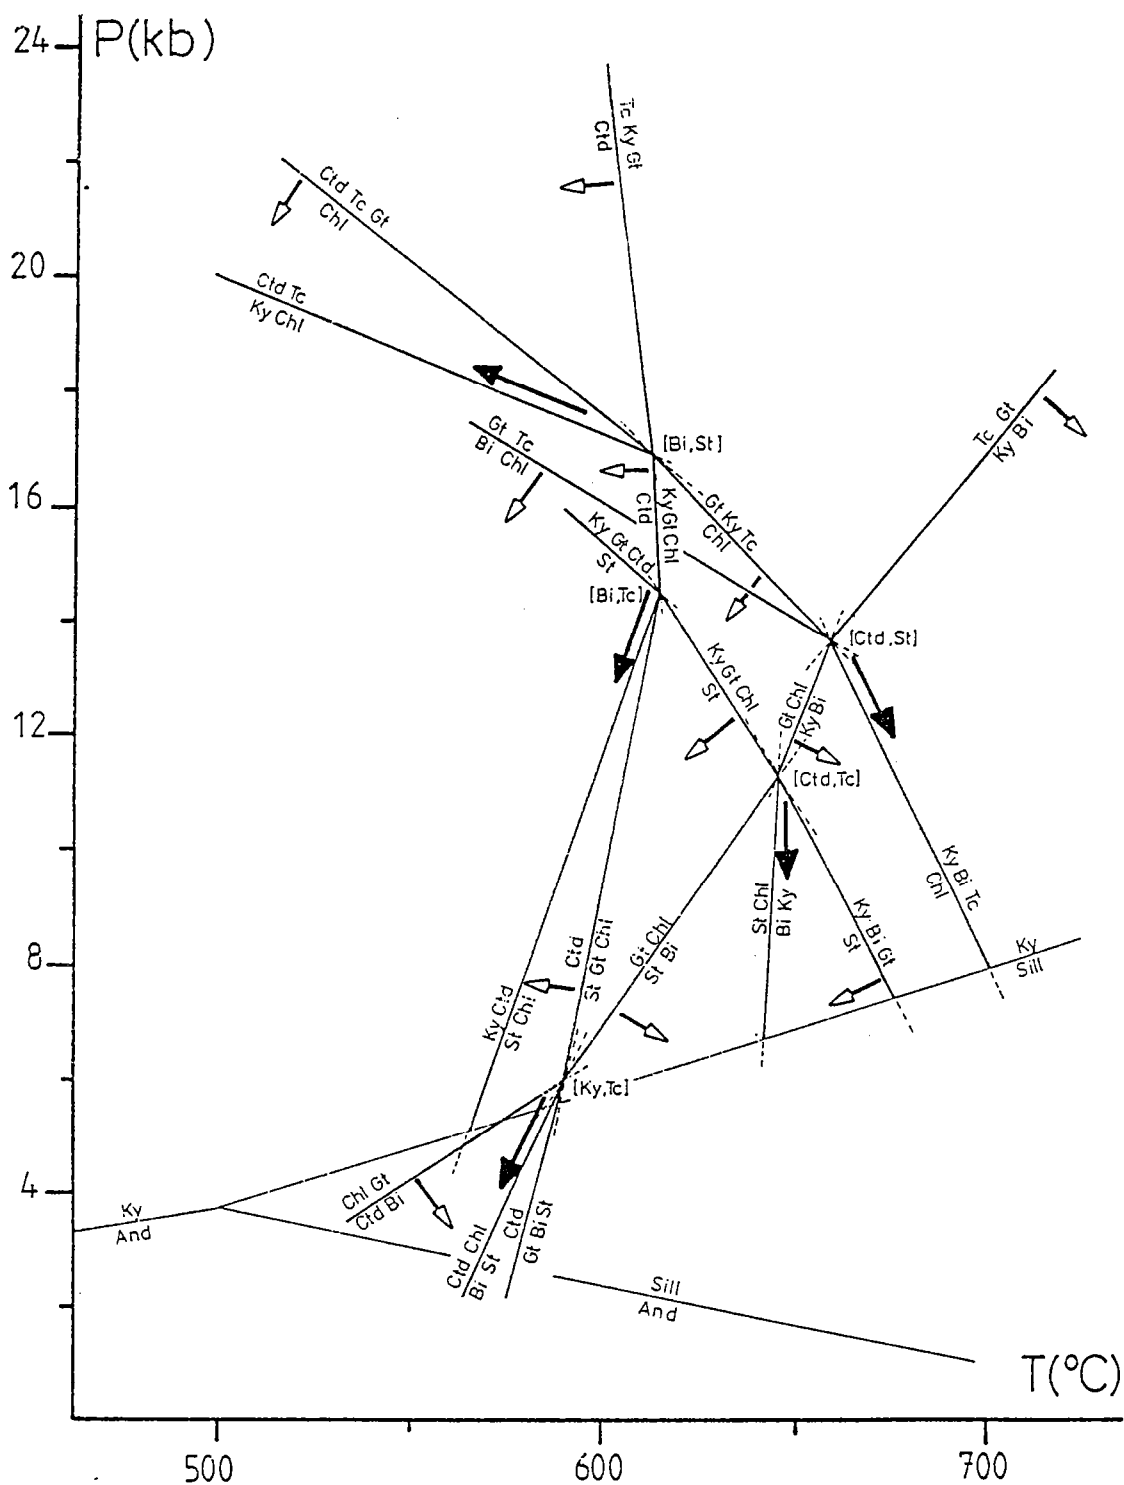 24
P(kb)
Tc Ky Gt
Ctd
Ctd Tc Gt
Chl
20
Ctd Tc
Ky Chl
Gt Tc
Bi Chl
[Bi,St]
Tc Gt
Ky Bi
16
Ctd
Ky Gt Chl
Gt Ky Tc
Chl
Ky Gt Ctd
St
[Bi,Tc]
[Ctd,St]
Ky Gt Chl
St
Gt Chl
Ky Bi
12
[Ctd,Tc]
Ky Bi Tc
Chl
St Chl
Bi Ky
Ky Bi Gt
St
Gt Chl
St Bi
Ctd
St Gt Chl
Ky
Sill
8
Ky Ctd
St Chl
[Ky,Tc]
4
Ky
And
Chl Gt
Ctd Bi
Ctd Chl
Bi St
Ctd
Gt Bi St
Sill
And
T(°C)
500
600
700